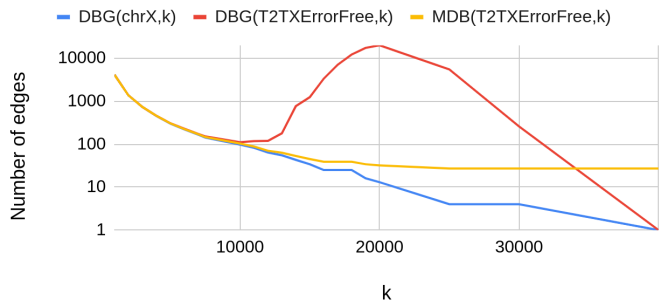 DBG(chrX,k) DBG(T2TXErrorFree,k) MDB(T2TXErrorFree,k)
Number of edges
10000
1000
100
10
1
10000 20000 30000
k